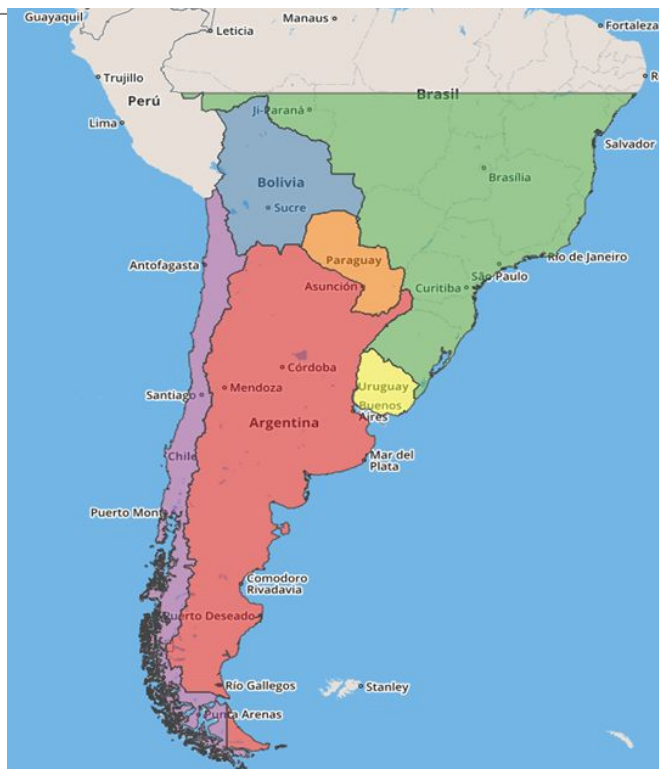 Guayaquil
Manaus
Fortaleza
Leticia
Trujillo
Perú
Brasil
R
Ji-Paraná
Lima
Salvador
Brasília
Bolivia
Sucre
Paraguay
Antofagasta
Río de Janeiro
São Paulo
Asunción
Curitiba
Córdoba
Mendoza
Uruguay
Santiago
Buenos
Aires
Argentina
Chile
Mar del
Plata
Puerto Mont
Comodoro
Rivadavia
Puerto Deseado
Río Gallegos
Stanley
Punta Arenas